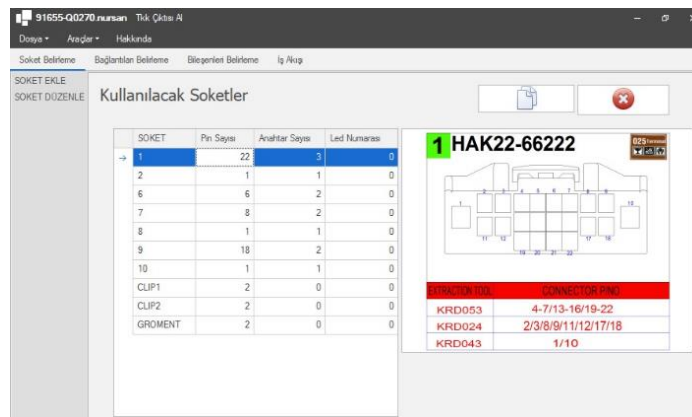 91655-Q0270.nursan Tkk Çıktısı Al
Dosya Araçlar Hakkında
Soket Belirleme Bağlantıları Belirleme Bileşenleri Belirleme İş Akışı
SOKET EKLE
SOKET DÜZENLE
Kullanılacak Soketler
SOKET Pin Sayısı Anahtar Sayısı Led Numarası
1 22 3 0
2 1 1 0
6 6 2 0
7 8 2 0
8 1 1 0
9 18 2 0
10 1 1 0
CLIP1 2 0 0
CLIP2 2 0 0
GROMENT 2 0 0
1 HAK22-66222
025 Terminal
EXTRACTION TOOL CONNECTOR PINO
KRD053 4-7/13-16/19-22
KRD024 2/3/8/9/11/12/17/18
KRD043 1/10